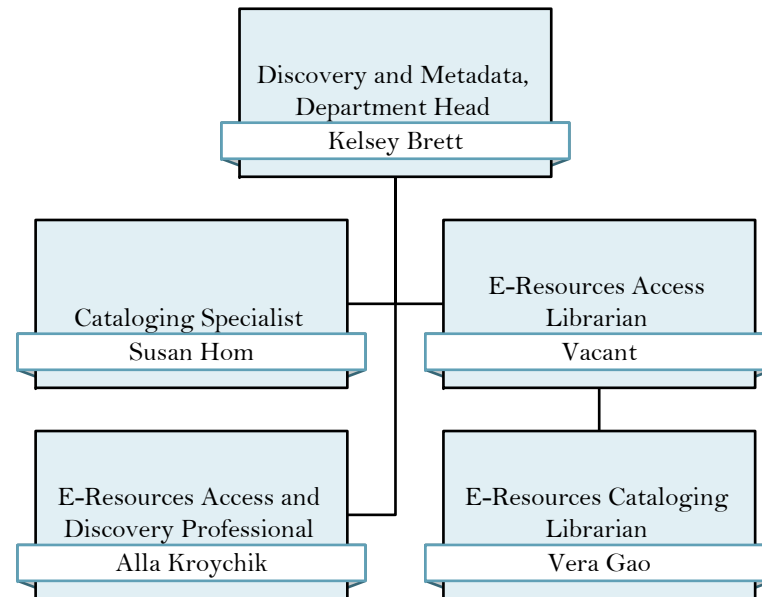 Discovery and Metadata,
Department Head
Kelsey Brett
Cataloging Specialist
Susan Hom
E-Resources Access
Librarian
Vacant
E-Resources Access and
Discovery Professional
Alla Kroychik
E-Resources Cataloging
Librarian
Vera Gao